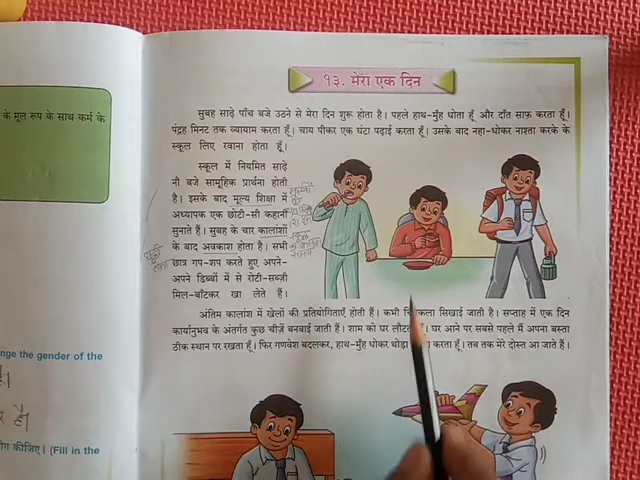 के मूल रूप के साथ कर्म के
nge the gender of the
ोग कीजिए। (Fill in the
१३. मेरा एक दिन
सुबह साढ़े पाँच बजे उठने से मेरा दिन शुरू होता है। पहले हाथ-मुँह धोता हूँ और दाँत साफ़ करता हूँ।
पंद्रह मिनट तक व्यायाम करता हूँ। चाय पीकर एक घंटा पढ़ाई करता हूँ। उसके बाद नहा-धोकर नाश्ता करके के
स्कूल लिए रवाना होता हूँ।
स्कूल में नियमित साढ़े
नौ बजे सामूहिक प्रार्थना होती
है। इसके बाद मूल्य शिक्षा में
अध्यापक एक छोटी-सी कहानी
सुनाते हैं। सुबह के चार कालांशों
के बाद अवकाश होता है। सभी
छात्र गप-शप करते हुए अपने-
अपने डिब्बों में से रोटी-सब्ज़ी
मिल-बाँटकर खा लेते हैं।
अंतिम कालांश में खेलों की प्रतियोगिताएँ होती हैं। कभी कला सिखाई जाती है। सप्ताह में एक दिन
कार्यानुभव के अंतर्गत कुछ चीज़ें बनवाई जाती हैं। शाम को घर हूँ। घर आने पर सबसे पहले मैं अपना बस्ता
ठीक स्थान पर रखता हूँ। फिर गणवेश बदलकर, हाथ-मुँह धोकर थोड़ा करता हूँ। तब तक मेरे दोस्त आ जाते हैं।